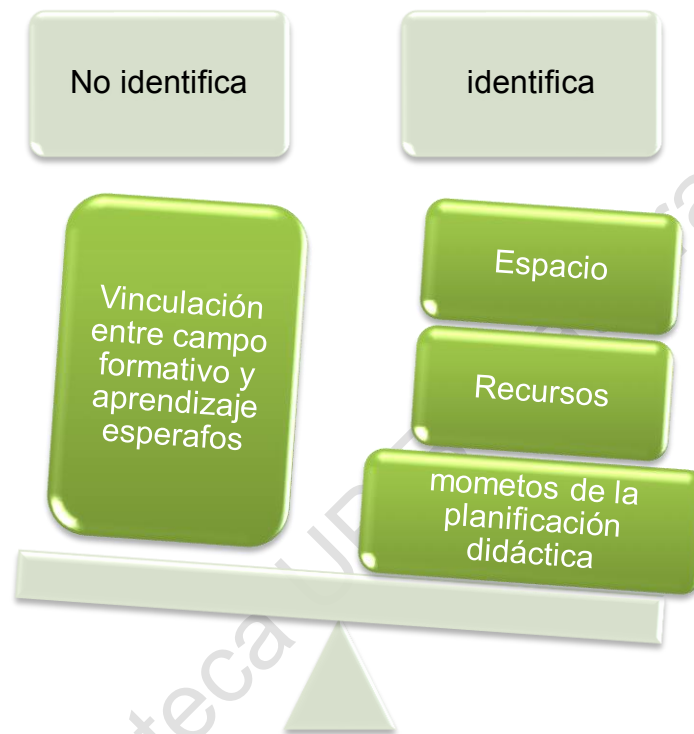 No identifica
identifica
Vinculación
entre campo
formativo y
aprendizaje
esperafos
Espacio
Recursos
mometos de la
planificación
didáctica